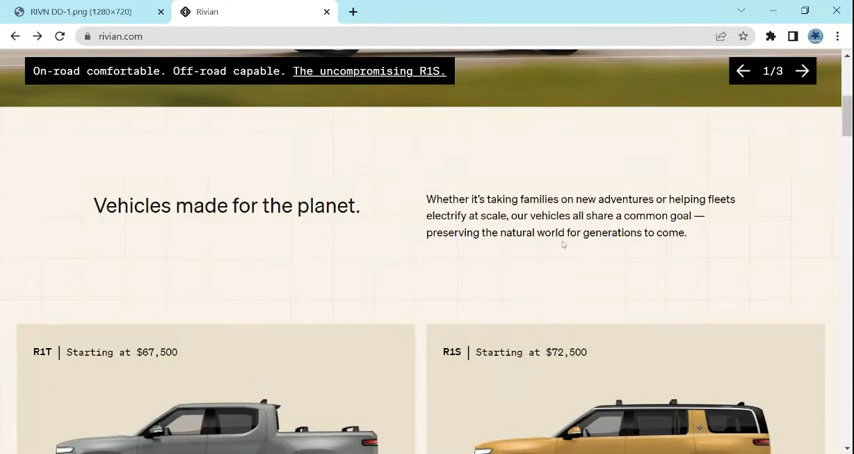 RIVN DD-1.png (1280×720)
Rivian
rivian.com
On-road comfortable. Off-road capable. The uncompromising R1S.
1/3
Vehicles made for the planet.
Whether it's taking families on new adventures or helping fleets
electrify at scale, our vehicles all share a common goal —
preserving the natural world for generations to come.
R1T | Starting at $67,500
R1S | Starting at $72,500